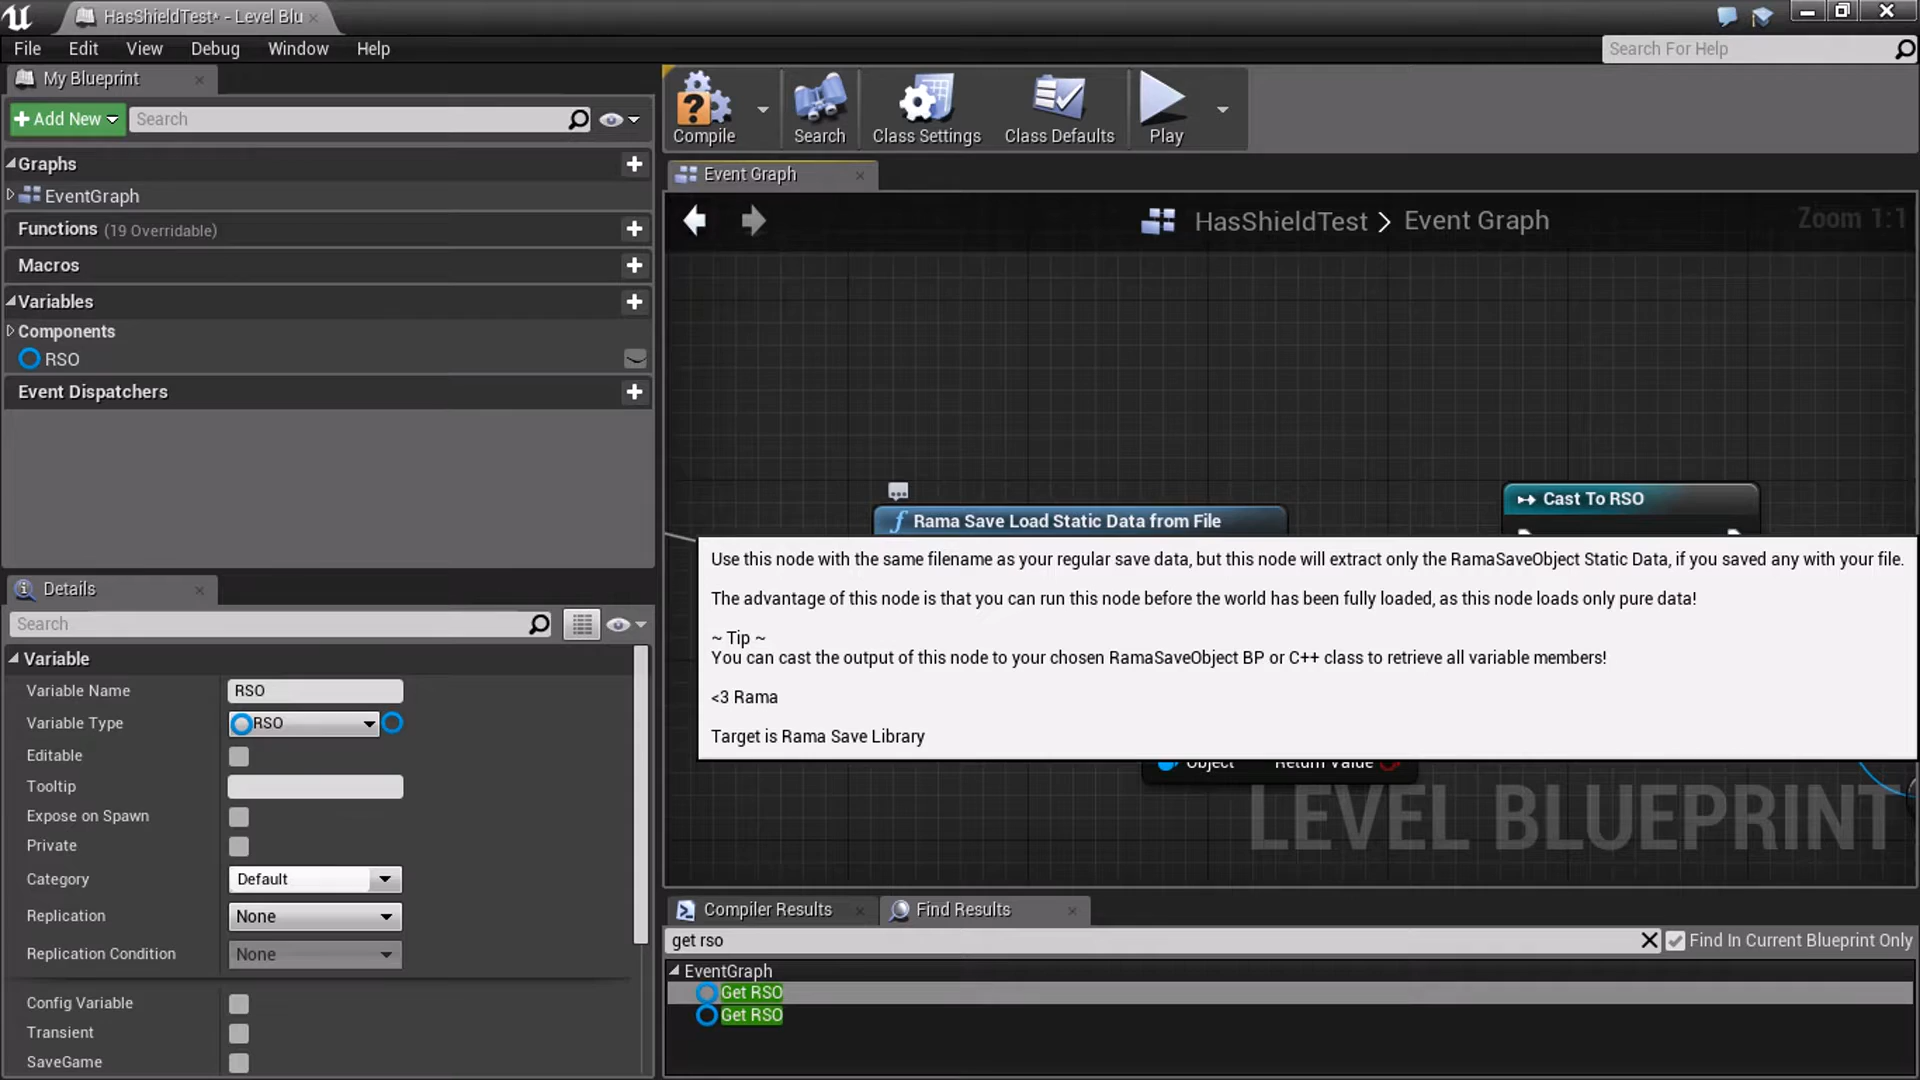 HasShieldTest* - Level Blu
File Edit View Debug Window Help
Search For Help
My Blueprint
Add New
Search
Compile
Search
Class Settings
Class Defaults
Play
Graphs
EventGraph
Functions (19 Overridable)
Macros
Variables
Components
RSO
Event Dispatchers
Event Graph
HasShieldTest > Event Graph
Zoom 1:1
Rama Save Load Static Data from File
Cast To RSO
Use this node with the same filename as your regular save data, but this node will extract only the RamaSaveObject Static Data, if you saved any with your file.
The advantage of this node is that you can run this node before the world has been fully loaded, as this node loads only pure data!
~ Tip ~
You can cast the output of this node to your chosen RamaSaveObject BP or C++ class to retrieve all variable members!
<3 Rama
Target is Rama Save Library
Object Return Value
LEVEL BLUEPRINT
Details
Search
Variable
Variable Name RSO
Variable Type RSO
Editable
Tooltip
Expose on Spawn
Private
Category Default
Replication None
Replication Condition None
Config Variable
Transient
SaveGame
Compiler Results
Find Results
get rso
Find In Current Blueprint Only
EventGraph
Get RSO
Get RSO